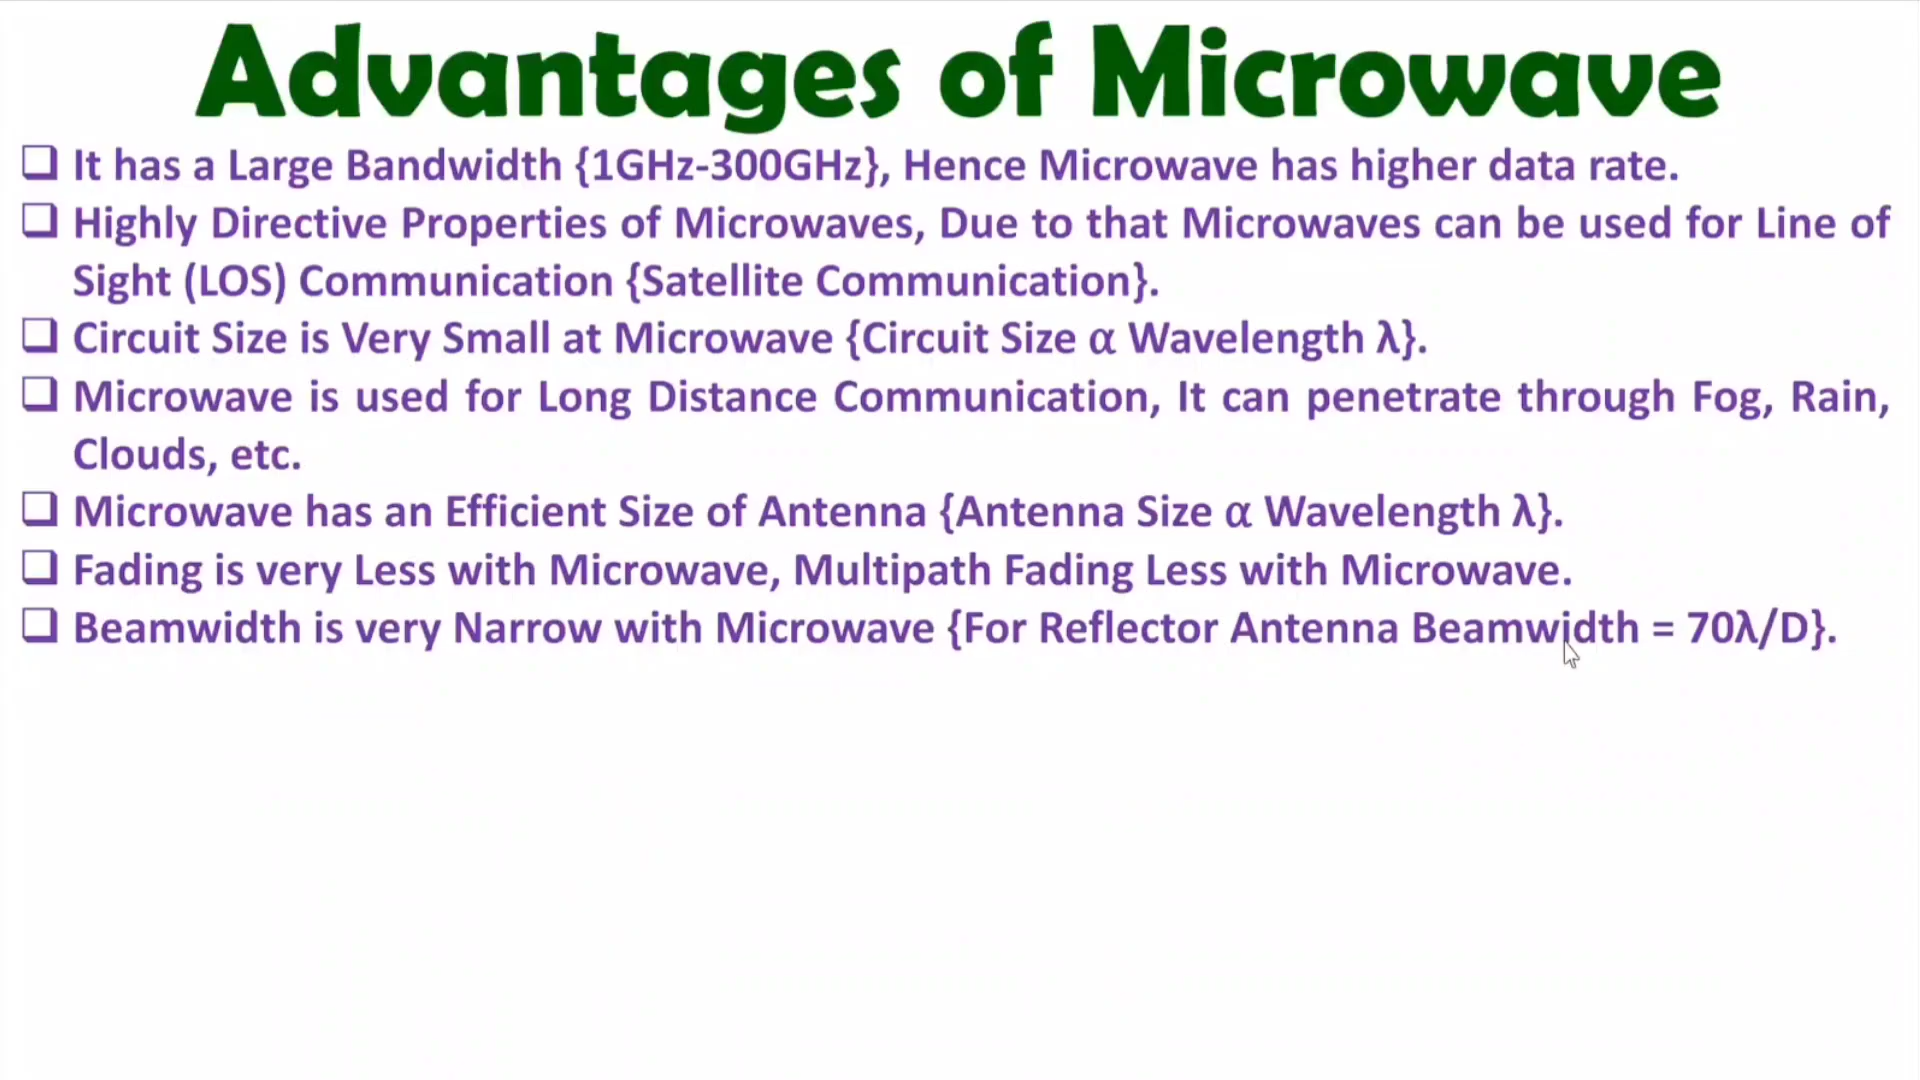 Advantages of Microwave
❑ It has a Large Bandwidth {1GHz-300GHz}, Hence Microwave has higher data rate.
❑ Highly Directive Properties of Microwaves, Due to that Microwaves can be used for Line of
Sight (LOS) Communication {Satellite Communication}.
❑ Circuit Size is Very Small at Microwave {Circuit Size α Wavelength λ}.
❑ Microwave is used for Long Distance Communication, It can penetrate through Fog, Rain,
Clouds, etc.
❑ Microwave has an Efficient Size of Antenna {Antenna Size α Wavelength λ}.
❑ Fading is very Less with Microwave, Multipath Fading Less with Microwave.
❑ Beamwidth is very Narrow with Microwave {For Reflector Antenna Beamwidth = 70λ/D}.